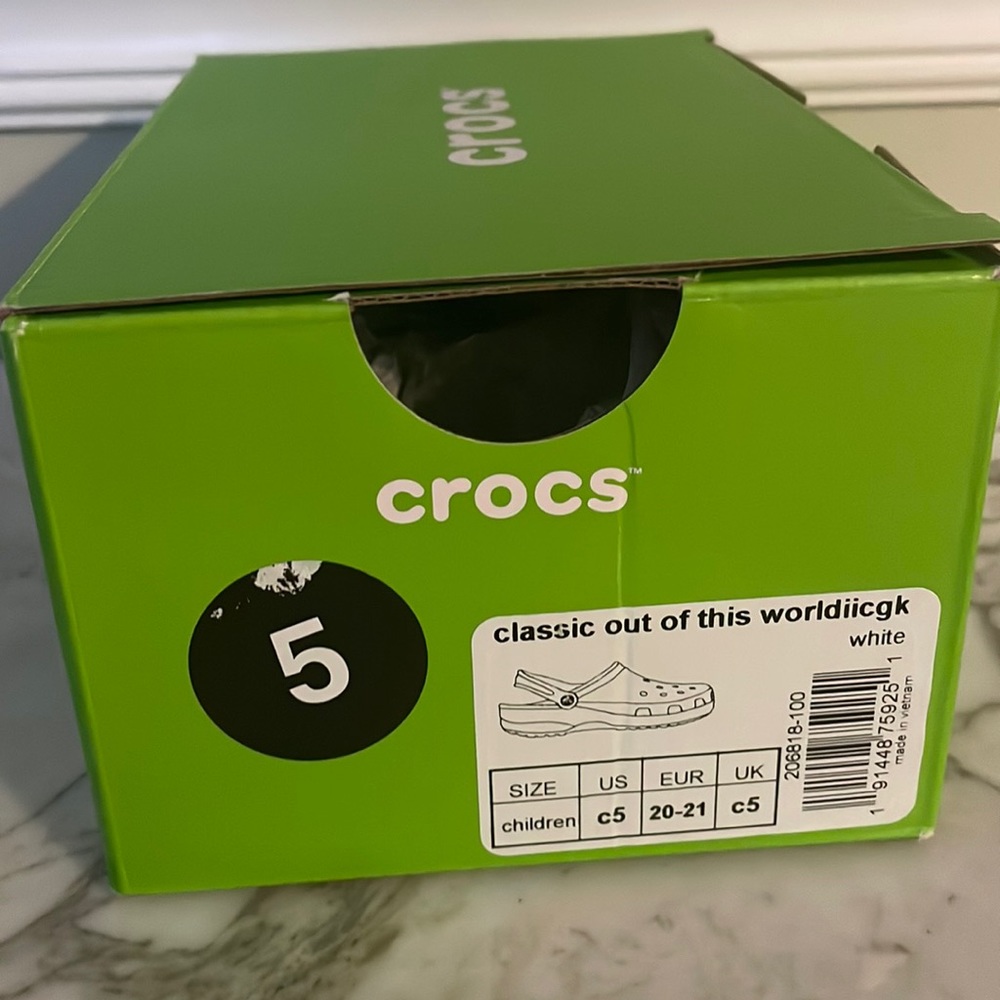 crocs
crocs™
5
classic out of this worldiicgk
white
SIZE US EUR UK
children c5 20-21 c5
206818-100
1 91448 75925 1
made in vietnam